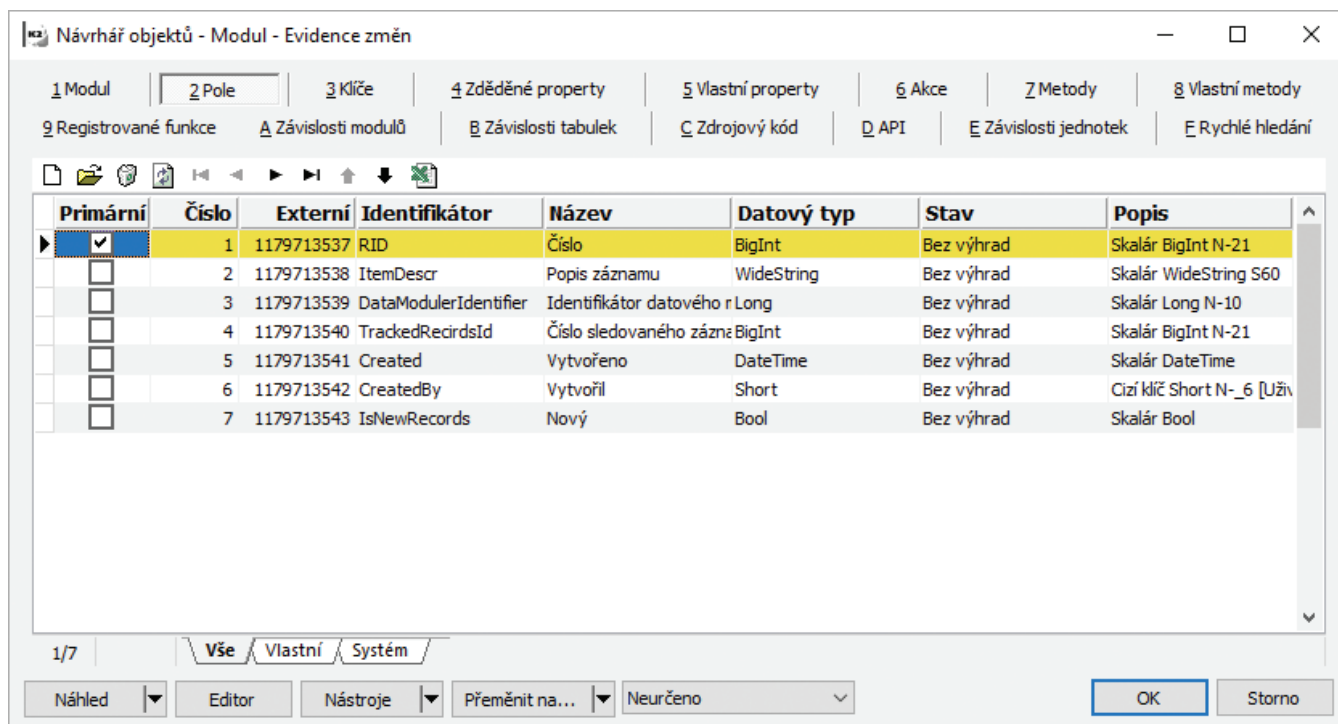 K2 Návrhář objektů - Modul - Evidence změn
1 Modul 2 Pole 3 Klíče 4 Zděděné property 5 Vlastní property 6 Akce 7 Metody 8 Vlastní metody
9 Registrované funkce A Závislosti modulů B Závislosti tabulek C Zdrojový kód D API E Závislosti jednotek F Rychlé hledání
Primární Číslo Externí Identifikátor Název Datový typ Stav Popis
1 1179713537 RID Číslo BigInt Bez výhrad Skalár BigInt N-21
2 1179713538 ItemDescr Popis záznamu WideString Bez výhrad Skalár WideString S60
3 1179713539 DataModulerIdentifier Identifikátor datového r Long Bez výhrad Skalár Long N-10
4 1179713540 TrackedRecirdsId Číslo sledovaného zázna BigInt Bez výhrad Skalár BigInt N-21
5 1179713541 Created Vytvořeno DateTime Bez výhrad Skalár DateTime
6 1179713542 CreatedBy Vytvořil Short Bez výhrad Cizí klíč Short N-_6 [Uživ
7 1179713543 IsNewRecords Nový Bool Bez výhrad Skalár Bool
1/7 Vše Vlastní Systém
Náhled Editor Nástroje Přeměnit na... Neurčeno OK Storno